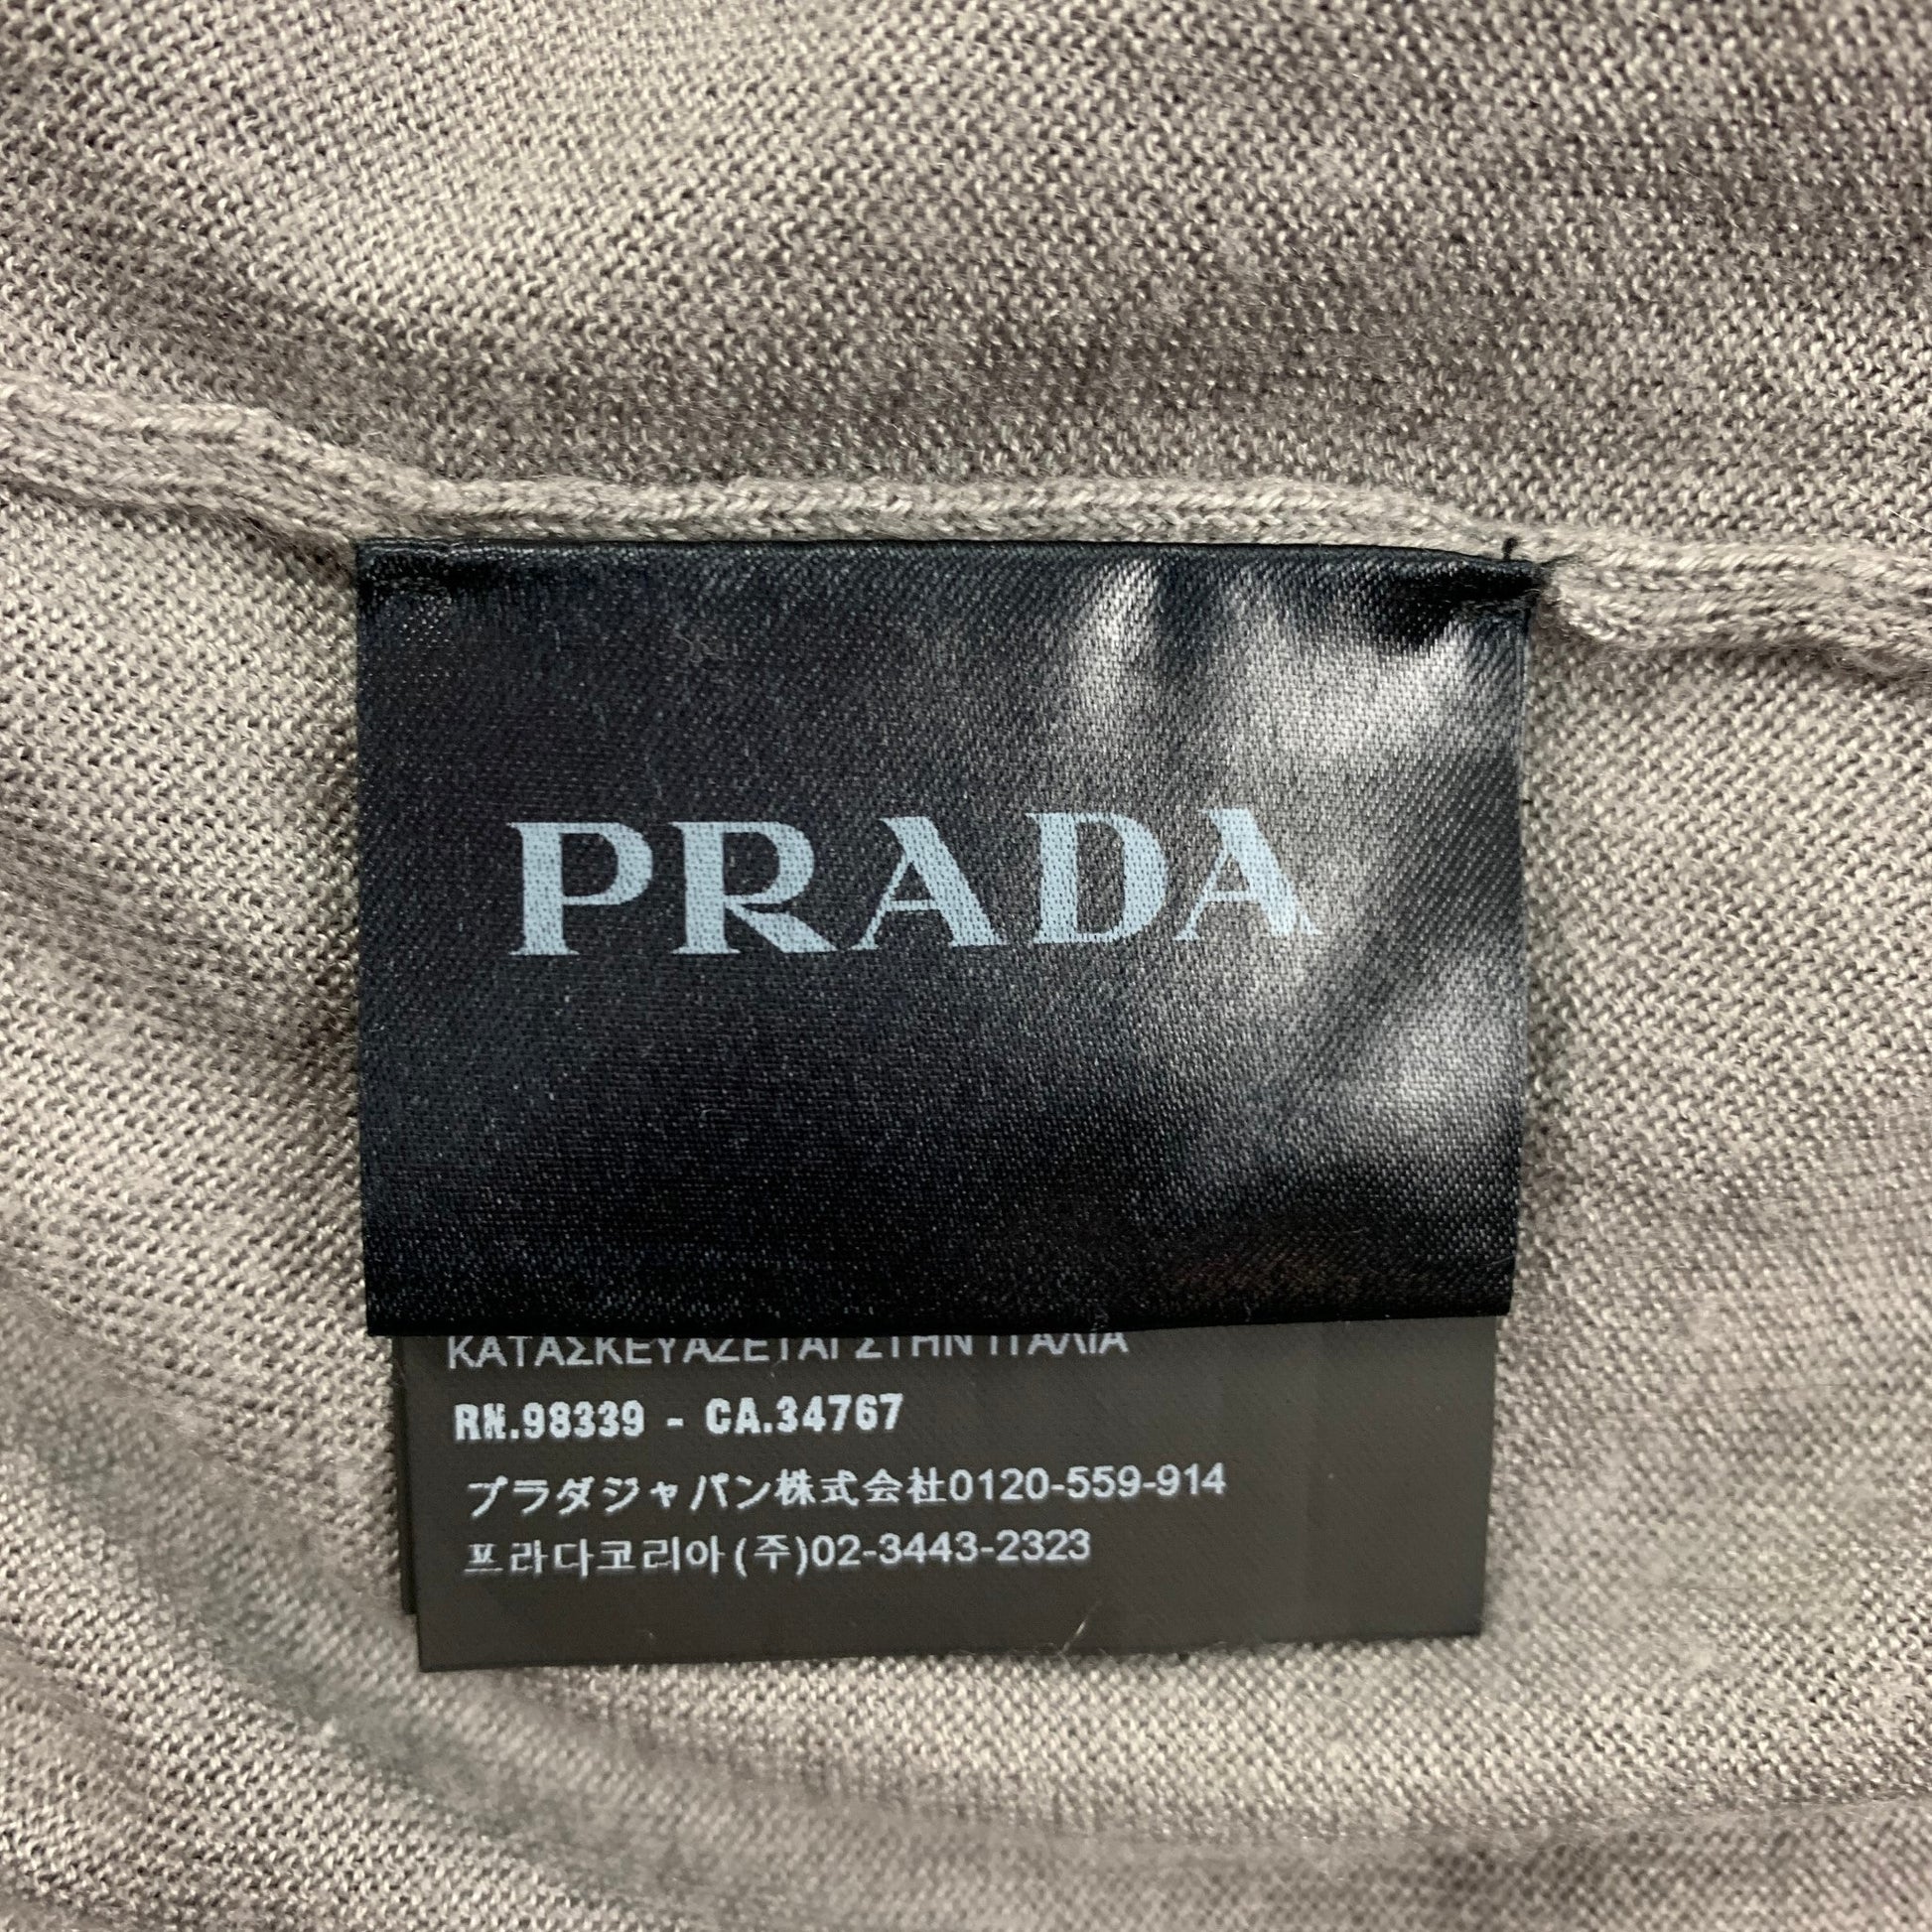 PRADA
ΚΑΤΑΣΚΕΥΑΖΕΤΑΙ ΣΤΗΝ ΙΤΑΛΙΑ
RN.98339 - CA.34767
プラダジャパン株式会社0120-559-914
프라다코리아(주)02-3443-2323